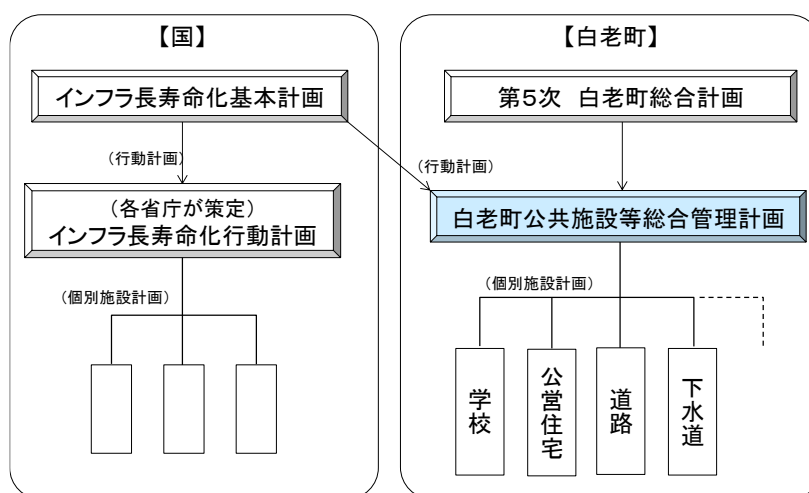 【国】
インフラ長寿命化基本計画
（行動計画）
（各省庁が策定）
インフラ長寿命化行動計画
（個別施設計画）
【白老町】
第5次 白老町総合計画
（行動計画）
白老町公共施設等総合管理計画
（個別施設計画）
学校
公営住宅
道路
下水道